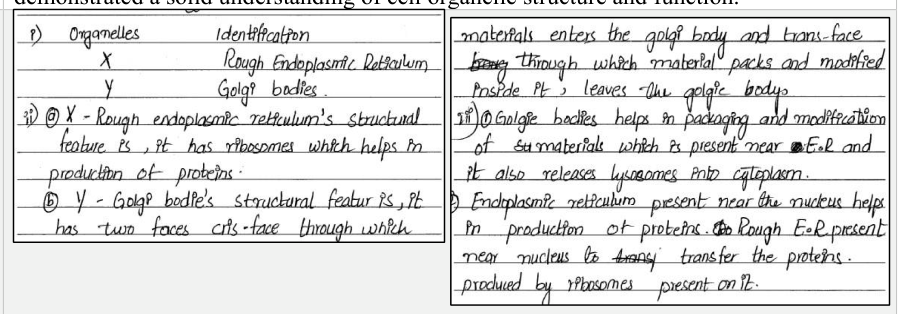 demonstrated a solid understanding of cell organelle structure and function.
i) Organelles Identification
X Rough Endoplasmic Reticulum
Y Golgi bodies.
ii) ⓐ X - Rough endoplasmic reticulum's structural
feature is, it has ribosomes which helps in
production of proteins.
ⓑ Y - Golgi bodie's structural featur is, it
has two faces cris-face through which
materials enters the golgi body and trans-face
through which material packs and modified
inside it, leaves the golgie body.
iii) ① Golgie bodies helps in packaging and modification
of materials which is present near E.R and
it also releases lysosomes into cytoplasm.
Endoplasmic reticulum present near the nucleus helps
in production of proteins. Rough E.R present
near nucleus to transfer the proteins.
produced by ribosomes present on it.